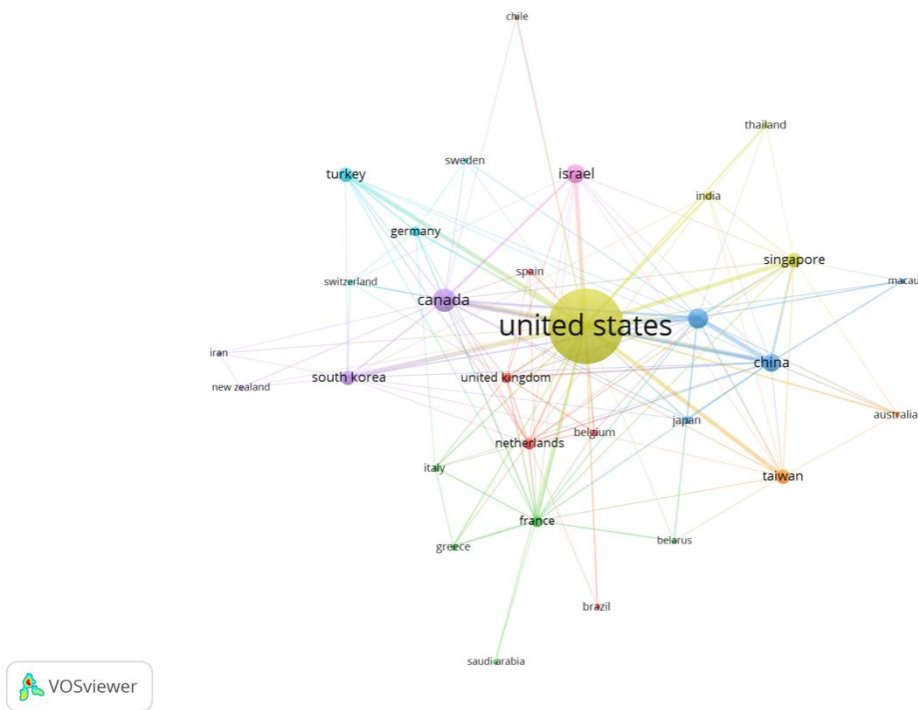 chile
thailand
sweden
turkey
israel
india
germany
singapore
spain
switzerland
macau
canada
united states
iran
china
south korea
united kingdom
new zealand
australia
japan
belgium
netherlands
italy
taiwan
france
belarus
greece
brazil
saudi arabia
VOSviewer